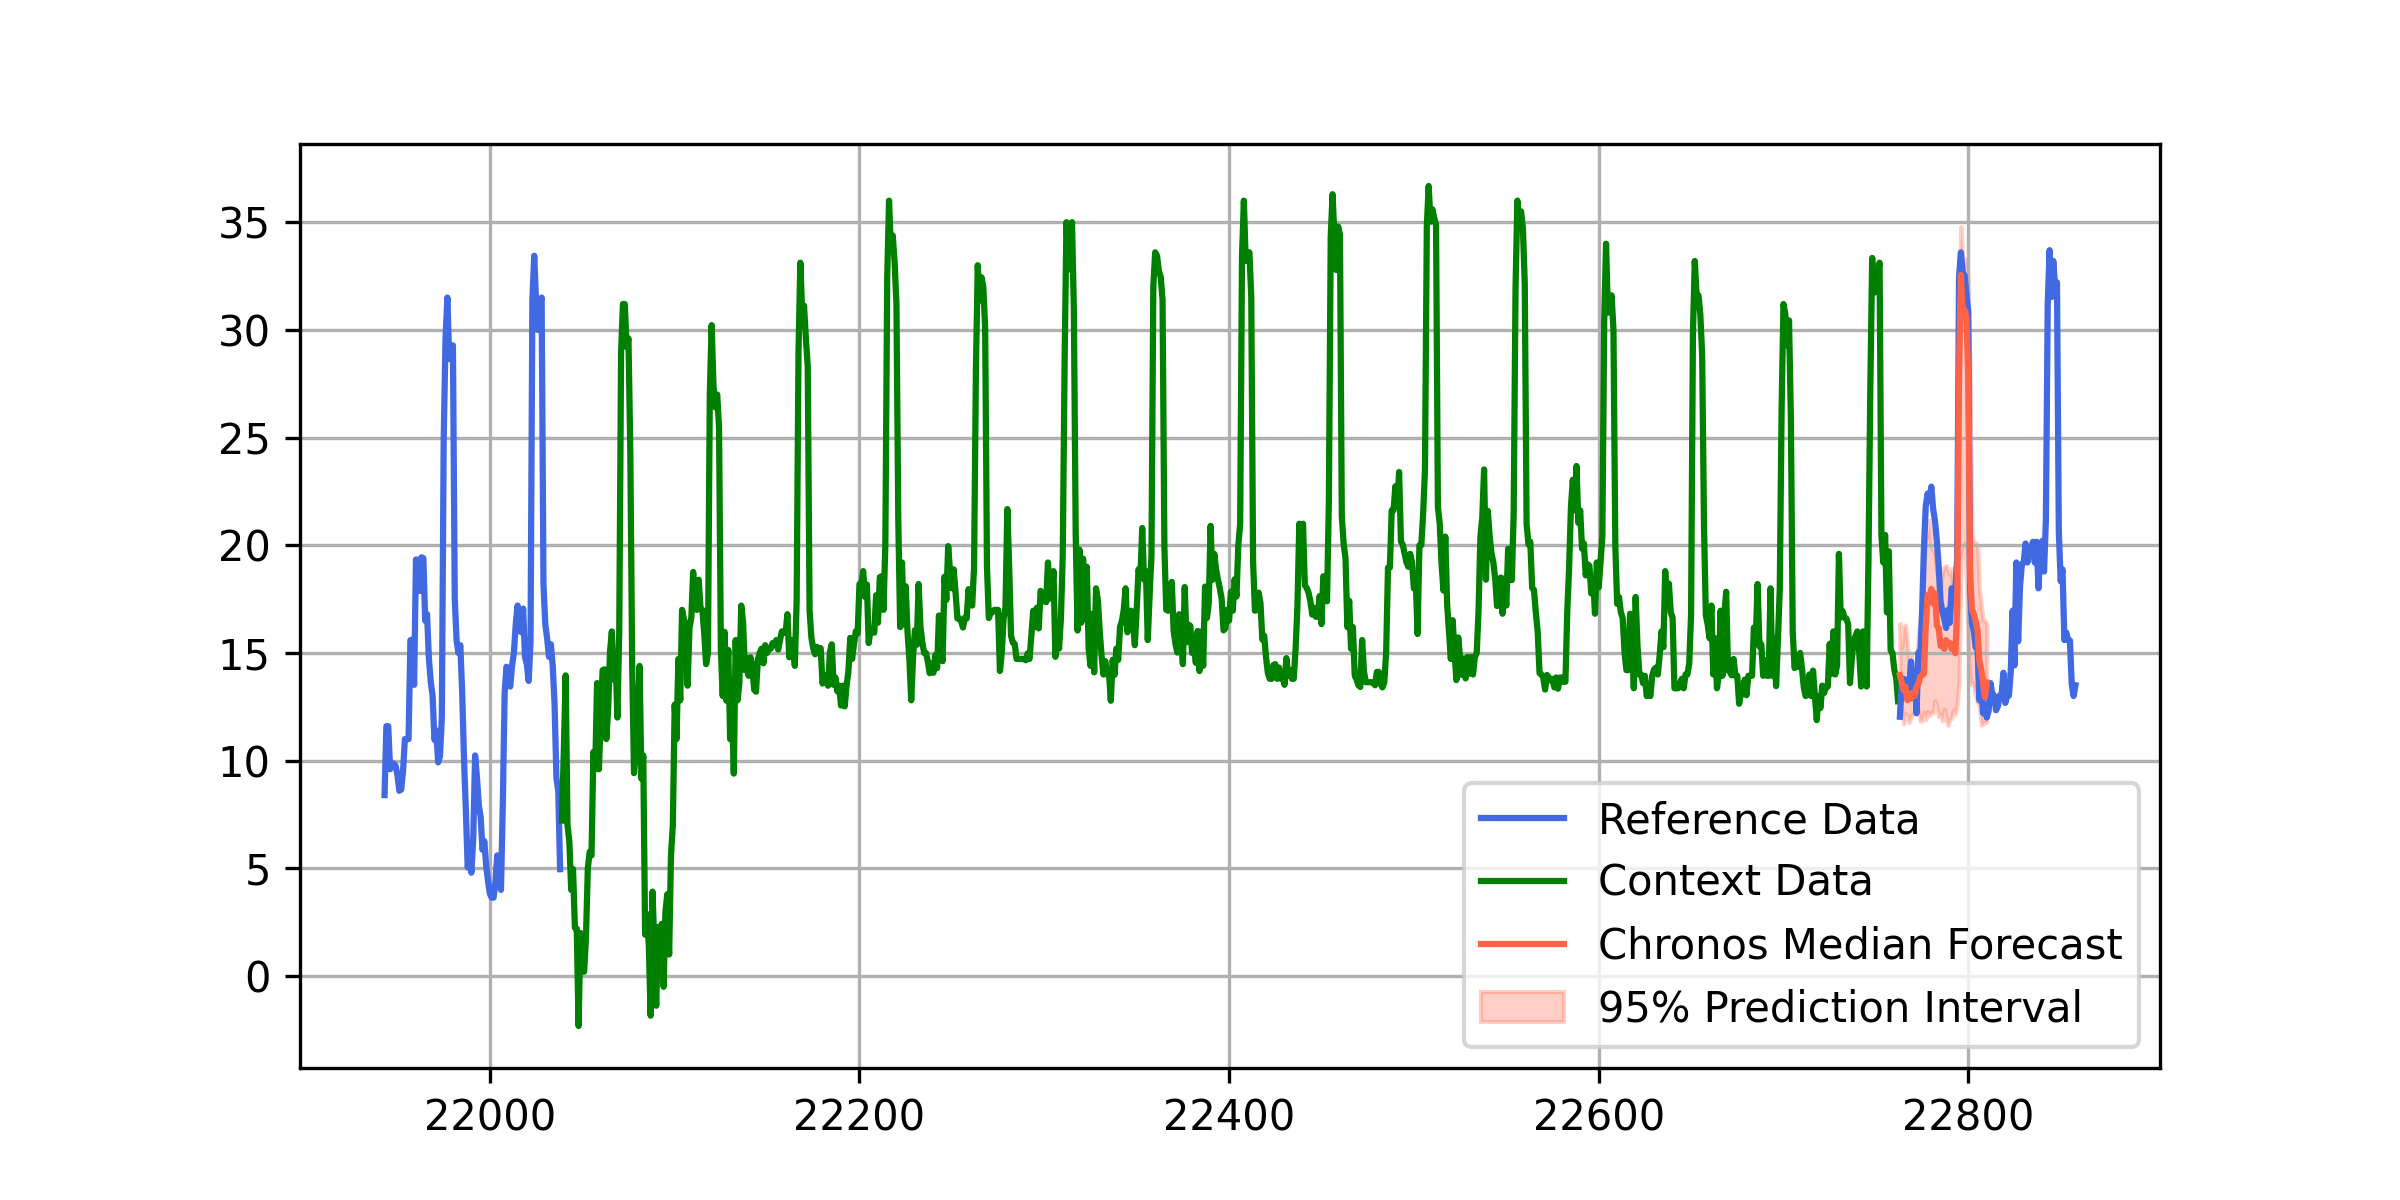 35
30
25
20
15
10
5
0
22000 22200 22400 22600 22800
Reference Data
Context Data
Chronos Median Forecast
95% Prediction Interval